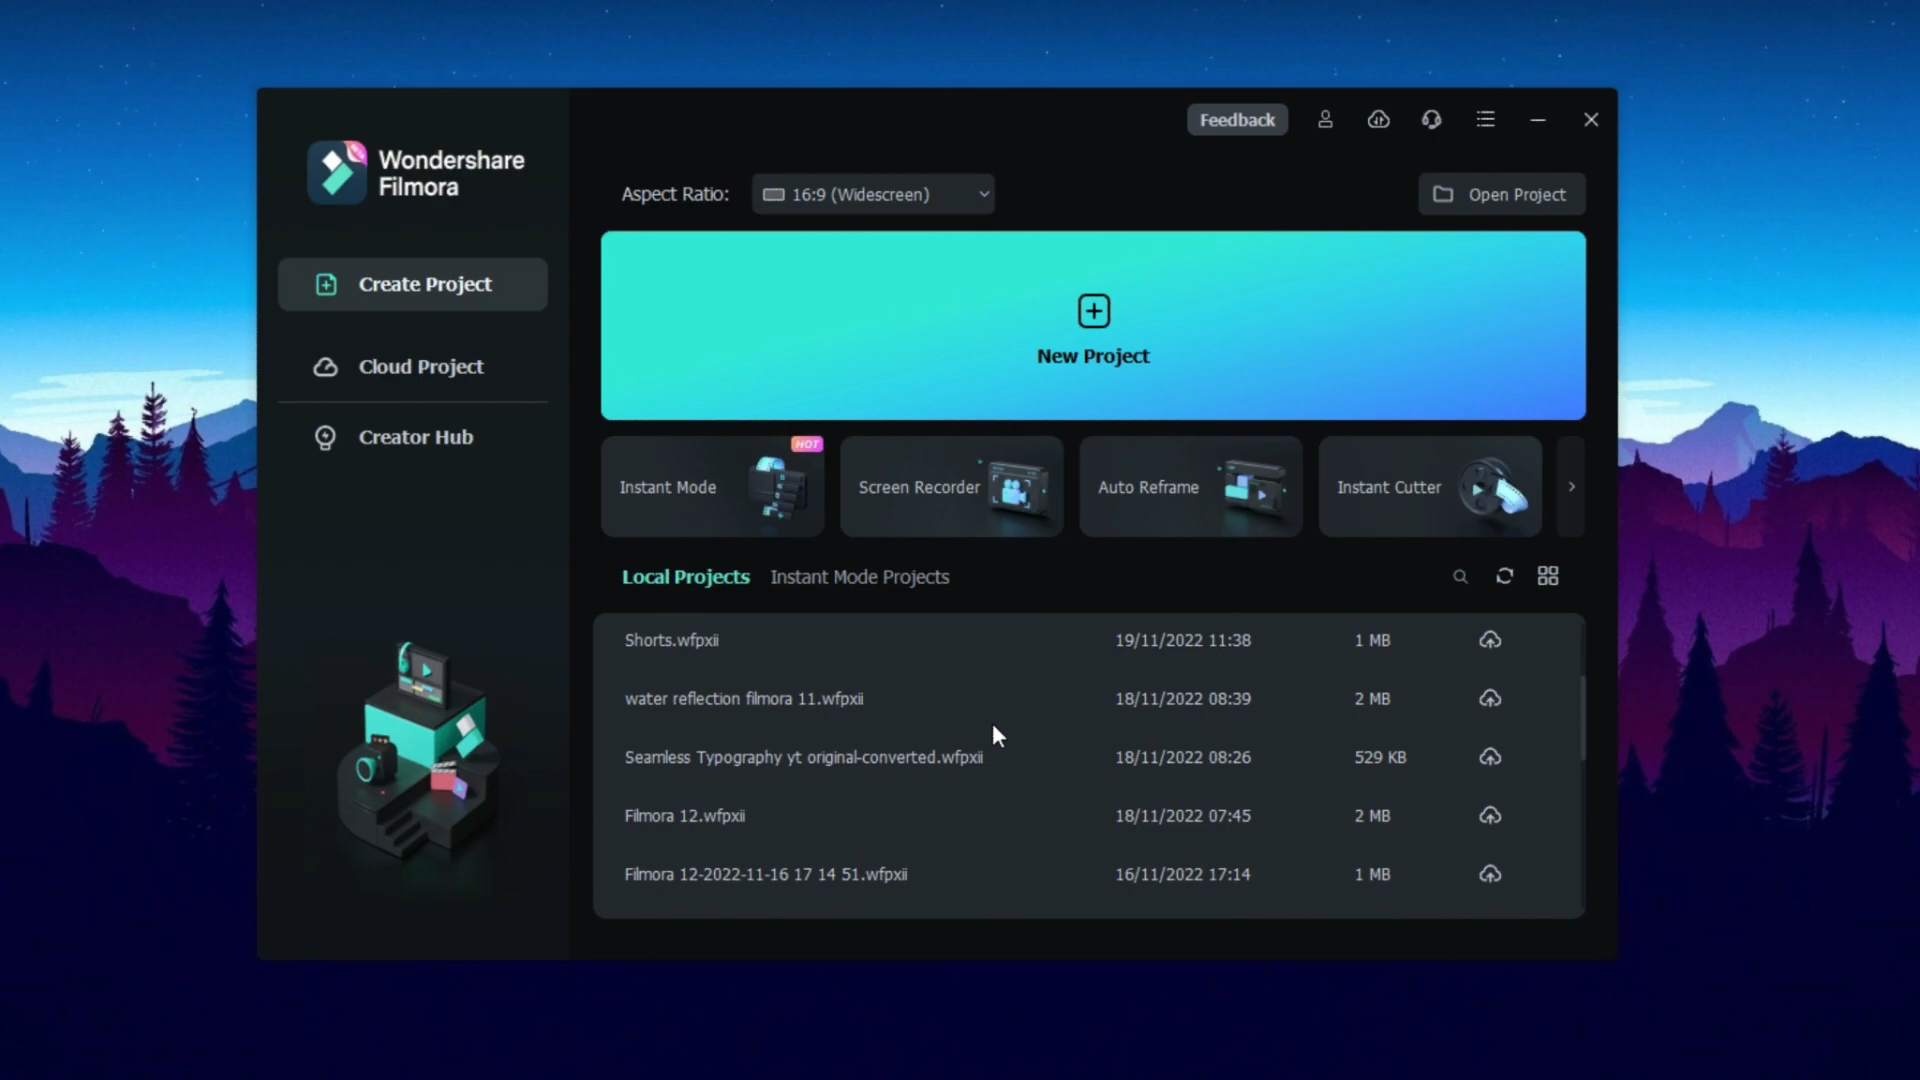 Feedback
Wondershare
Filmora
BETA
Aspect Ratio: 16:9 (Widescreen) Open Project
Create Project
New Project
Cloud Project
Creator Hub
HOT
Instant Mode Screen Recorder Auto Reframe Instant Cutter
Local Projects Instant Mode Projects
Shorts.wfpxii 19/11/2022 11:38 1 MB
water reflection filmora 11.wfpxii 18/11/2022 08:39 2 MB
Seamless Typography yt original-converted.wfpxii 18/11/2022 08:26 529 KB
Filmora 12.wfpxii 18/11/2022 07:45 2 MB
Filmora 12-2022-11-16 17 14 51.wfpxii 16/11/2022 17:14 1 MB